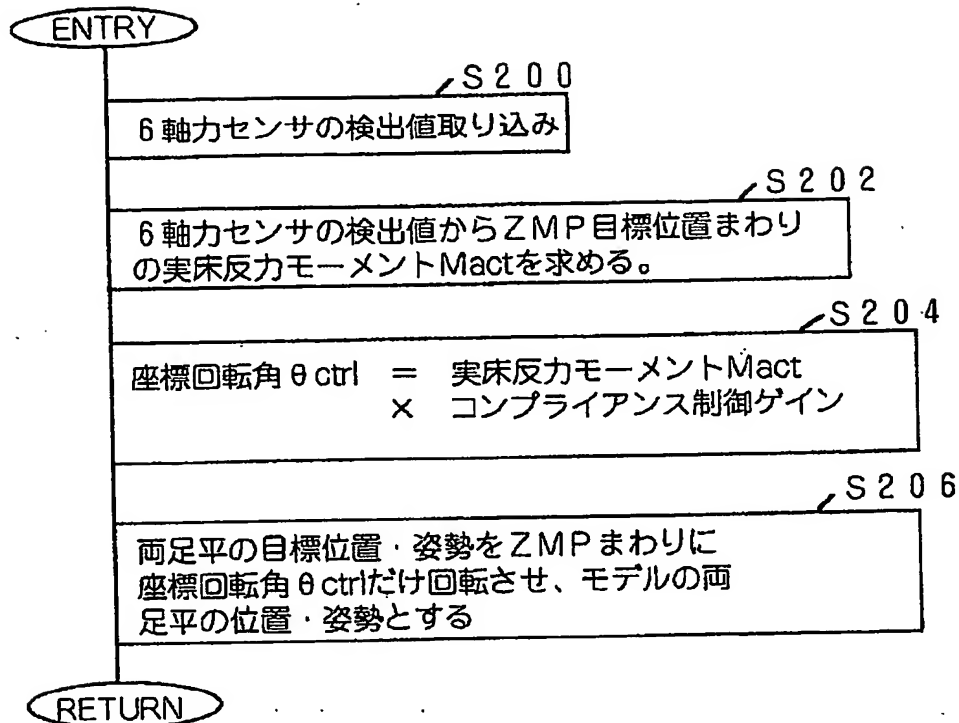 ENTRY
S200
6軸力センサの検出値取り込み
S202
6軸力センサの検出値からZMP目標位置まわり
の実床反力モーメントMactを求める。
S204
座標回転角θctrl = 実床反力モーメントMact
× コンプライアンス制御ゲイン
S206
両足平の目標位置・姿勢をZMPまわりに
座標回転角θctrlだけ回転させ、モデルの両
足平の位置・姿勢とする
RETURN